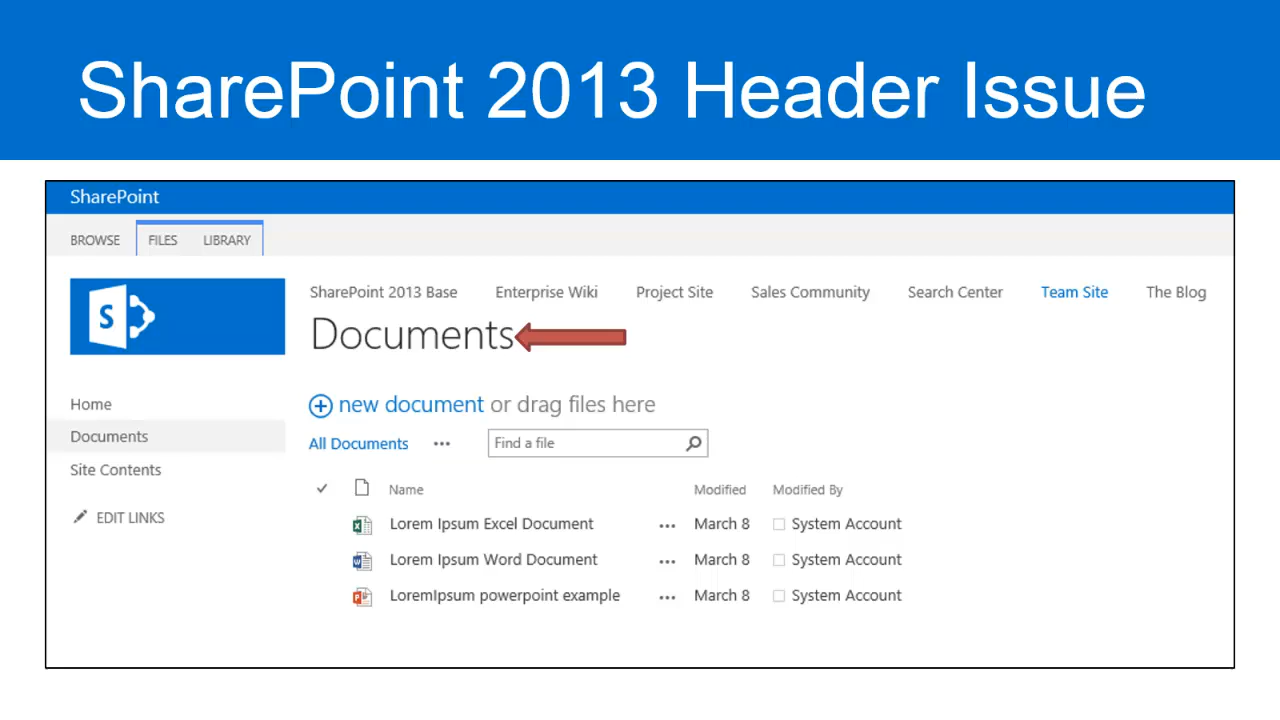 SharePoint 2013 Header Issue
SharePoint
BROWSE FILES LIBRARY
S
SharePoint 2013 Base Enterprise Wiki Project Site Sales Community Search Center Team Site The Blog
Documents
Home
Documents
Site Contents
EDIT LINKS
new document or drag files here
All Documents ••• Find a file
Name Modified Modified By
Lorem Ipsum Excel Document ••• March 8 System Account
Lorem Ipsum Word Document ••• March 8 System Account
LoremIpsum powerpoint example ••• March 8 System Account